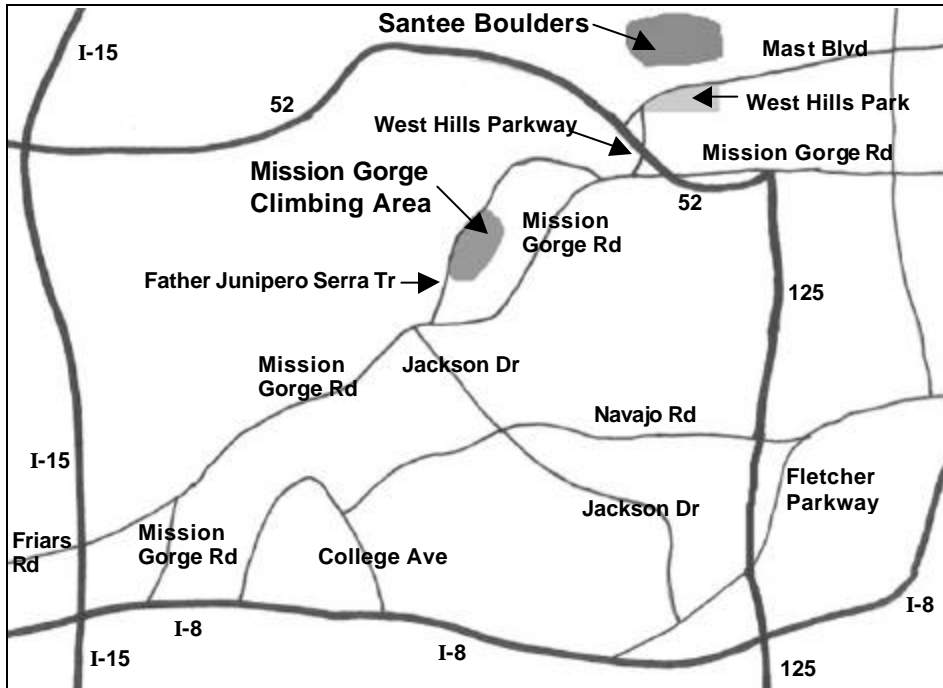 Santee Boulders
I-15
Mast Blvd
52
West Hills Park
West Hills Parkway
Mission Gorge Rd
Mission Gorge
Climbing Area
52
Mission
Gorge Rd
Father Junipero Serra Tr
125
Mission
Gorge Rd
Jackson Dr
Navajo Rd
I-15
Fletcher
Parkway
Jackson Dr
Friars
Rd
Mission
Gorge Rd
College Ave
I-8
I-8
I-8
I-15
125